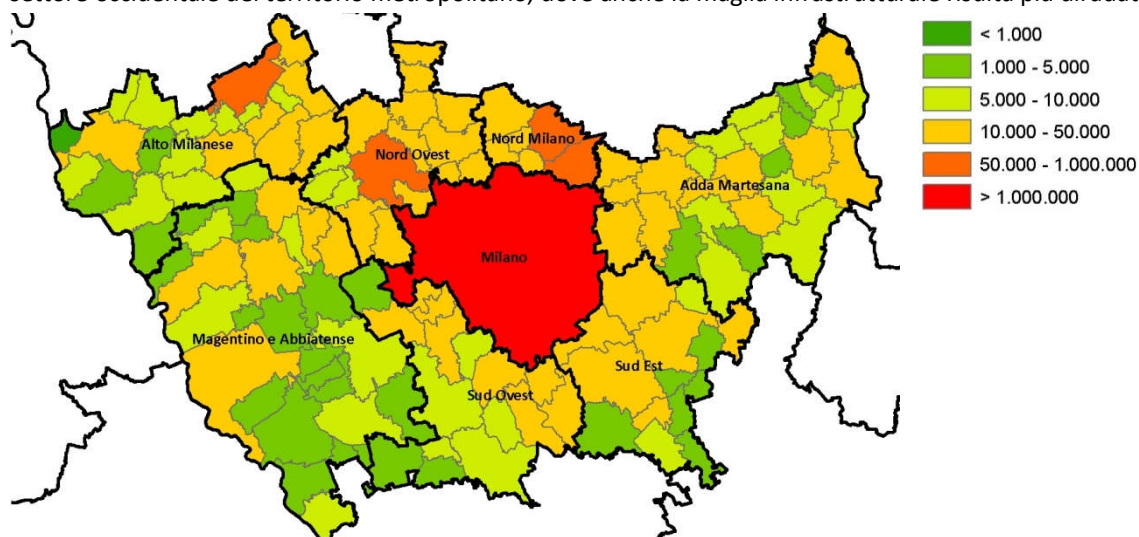 settore occidentale del territorio metropolitano, dove anche la maglia infrastrutturale risulta più diradata
< 1.000
1.000 - 5.000
5.000 - 10.000
10.000 - 50.000
50.000 - 1.000.000
> 1.000.000
Alto Milanese
Nord Ovest
Nord Milano
Adda Martesana
Milano
Magentino e Abbiatense
Sud Ovest
Sud Est